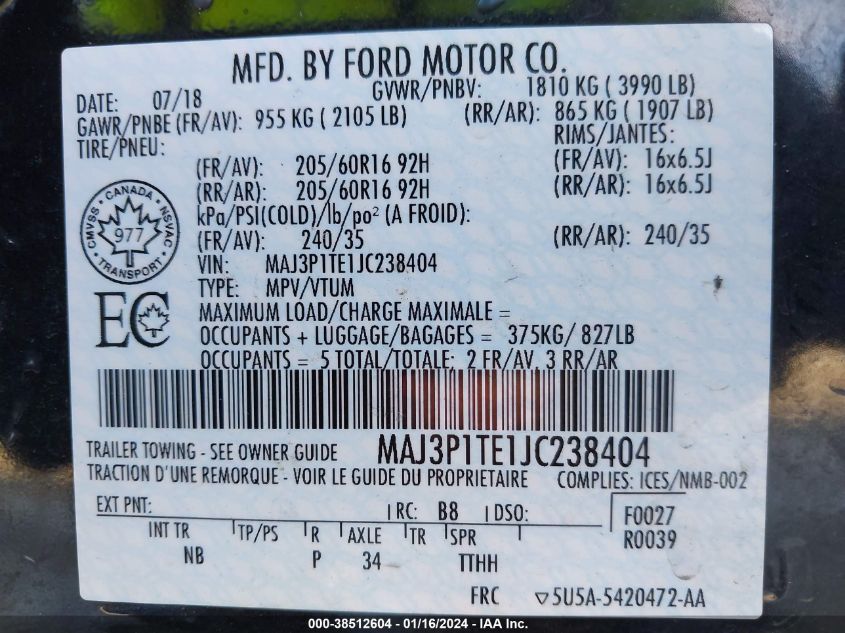 MFD. BY FORD MOTOR CO.
DATE: 07/18 GVWR/PNBV: 1810 KG ( 3990 LB)
GAWR/PNBE (FR/AV): 955 KG ( 2105 LB) (RR/AR): 865 KG ( 1907 LB)
TIRE/PNEU: RIMS/JANTES:
(FR/AV): 205/60R16 92H (FR/AV): 16x6.5J
(RR/AR): 205/60R16 92H (RR/AR): 16x6.5J
kPa/PSI(COLD)/lb/po² (A FROID):
(FR/AV): 240/35 (RR/AR): 240/35
CANADA
CMVSS NSVAC
977
TRANSPORT
VIN: MAJ3P1TE1JC238404
TYPE: MPV/VTUM
EC
MAXIMUM LOAD/CHARGE MAXIMALE =
OCCUPANTS + LUGGAGE/BAGAGES = 375KG/ 827LB
OCCUPANTS = 5 TOTAL/TOTALE: 2 FR/AV, 3 RR/AR
TRAILER TOWING - SEE OWNER GUIDE MAJ3P1TE1JC238404
TRACTION D'UNE REMORQUE - VOIR LE GUIDE DU PROPRIETAIRE COMPLIES: ICES/NMB-002
EXT PNT: RC: B8 DSO: F0027
INT TR TP/PS R AXLE TR SPR R0039
NB P 34 TTHH
FRC ▽5U5A-5420472-AA
000-38512604 - 01/16/2024 - IAA Inc.